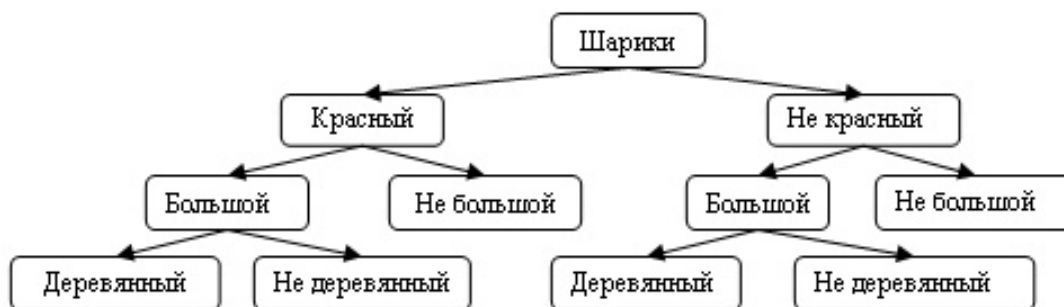 Шарики
Красный
Не красный
Большой
Не большой
Большой
Не большой
Деревянный
Не деревянный
Деревянный
Не деревянный